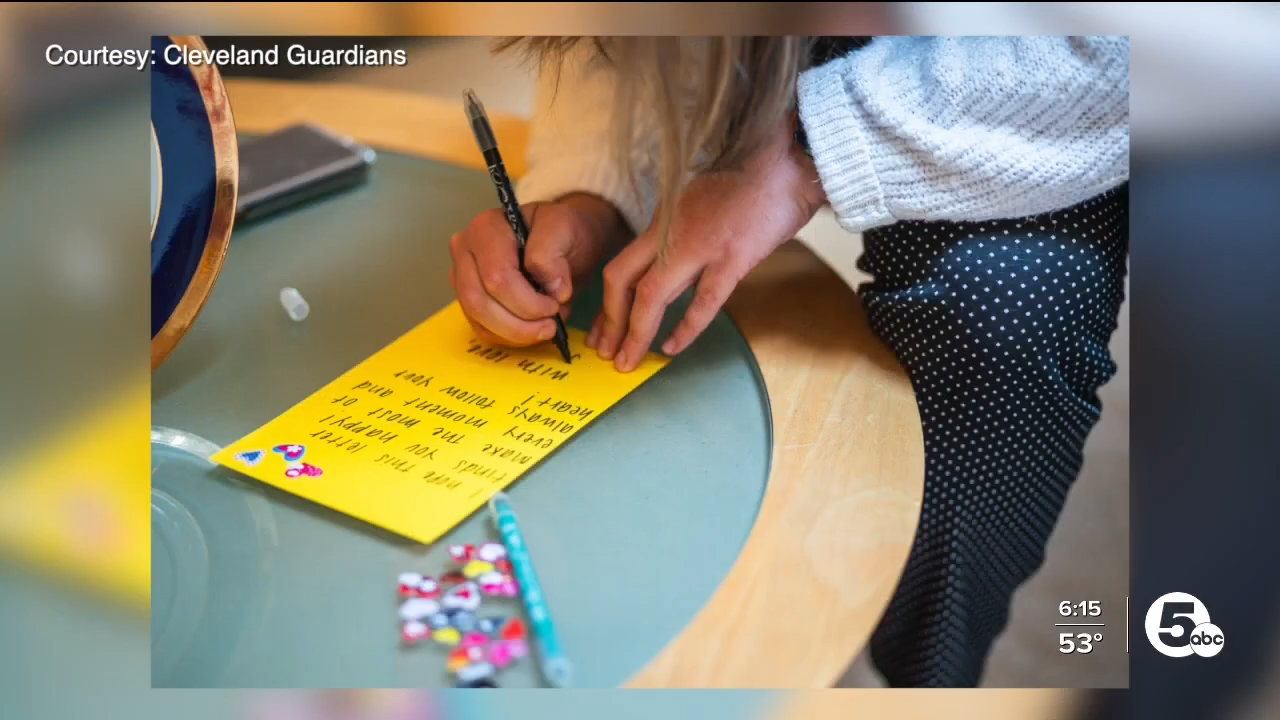 Courtesy: Cleveland Guardians
I hope this letter
finds you happy!
make the most of
every moment and
always follow your
heart!
with love,
6:15
53°
5
abc